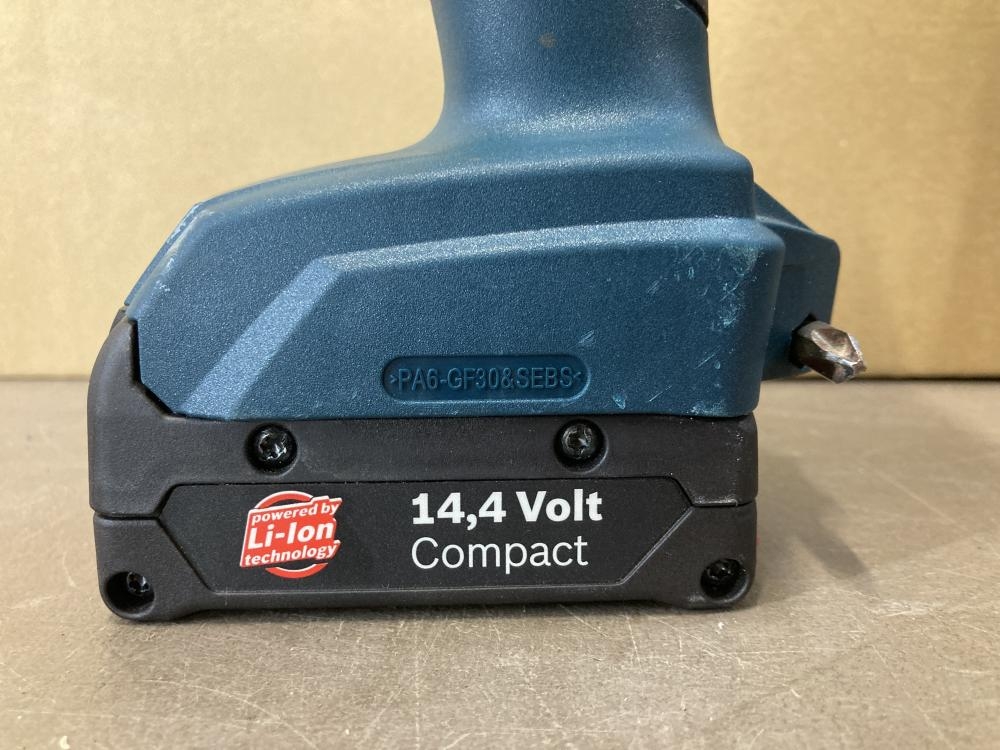 >PA6-GF30&SEBS<
powered by
Li-Ion
technology
14,4 Volt
Compact